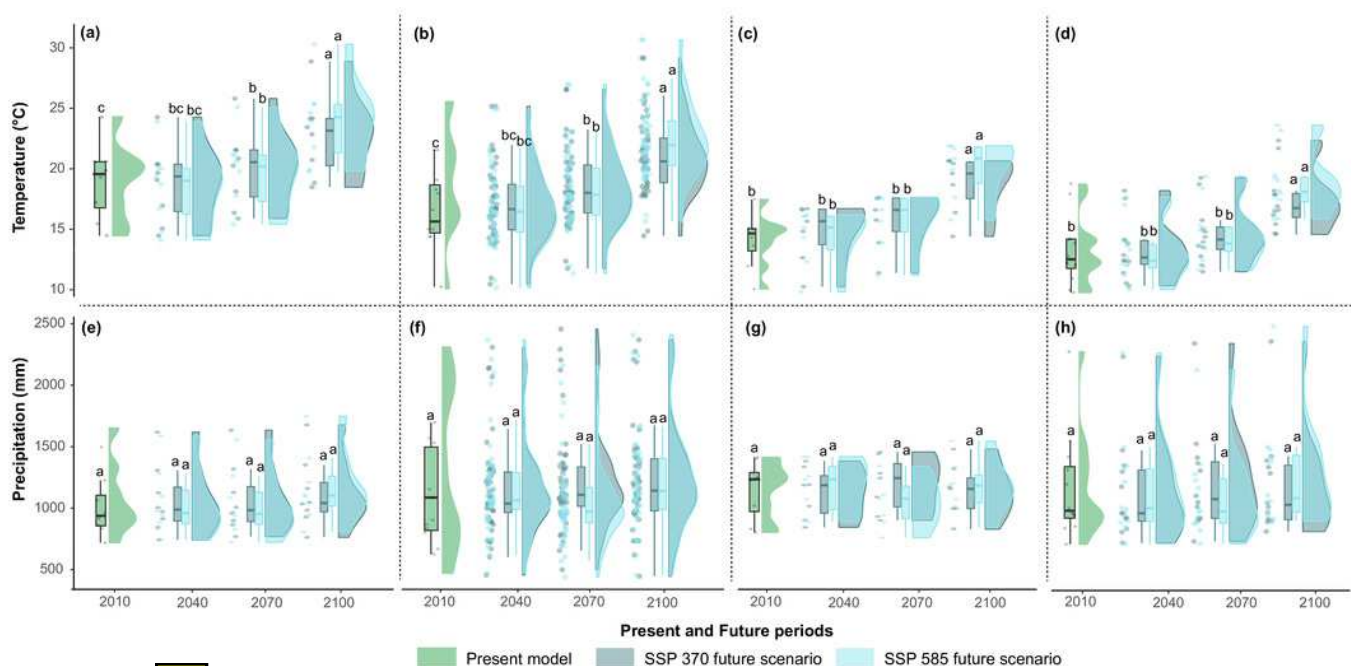 (a) (b) (c) (d)
Temperature (°C)
30
25
20
15
10
c bc bc b b a a
c bc bc b b a a
b b b b b a a
b b b b b a a
(e) (f) (g) (h)
Precipitation (mm)
2500
2000
1500
1000
500
a a a a a a a
a a a a a a a
a a a a a a a
a a a a a a a
2010 2040 2070 2100 2010 2040 2070 2100 2010 2040 2070 2100 2010 2040 2070 2100
Present and Future periods
Present model SSP 370 future scenario SSP 585 future scenario